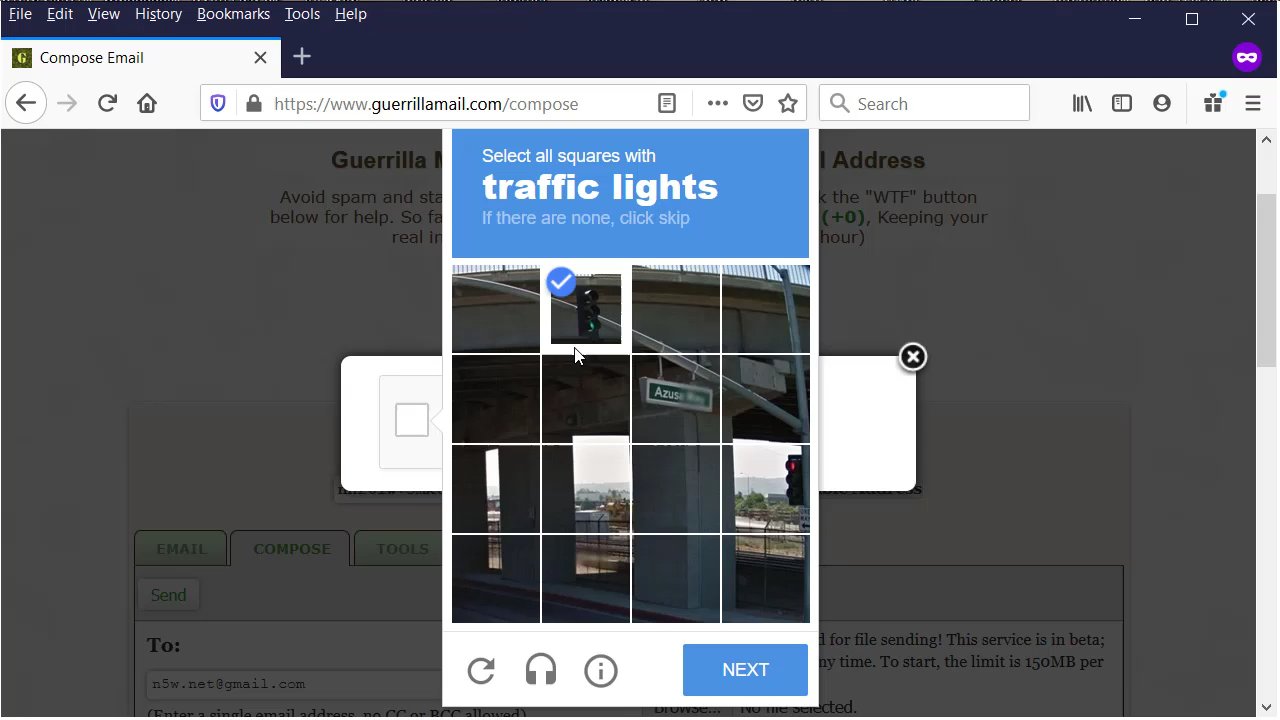 File Edit View History Bookmarks Tools Help
G Compose Email
https://www.guerrillamail.com/compose
Search
Select all squares with
traffic lights
If there are none, click skip
Guerrilla
Address
Avoid spam and
k the "WTF" button
below for help. So
(+0), Keeping your
real
hour)
Azusa
Address
EMAIL COMPOSE TOOLS
Send
To:
d for file sending! This service is in beta;
ny time. To start, the limit is 150MB per
n5w.net@gmail.com
NEXT
Browse... No file selected.
(Enter a single email address, no CC or BCC allowed)